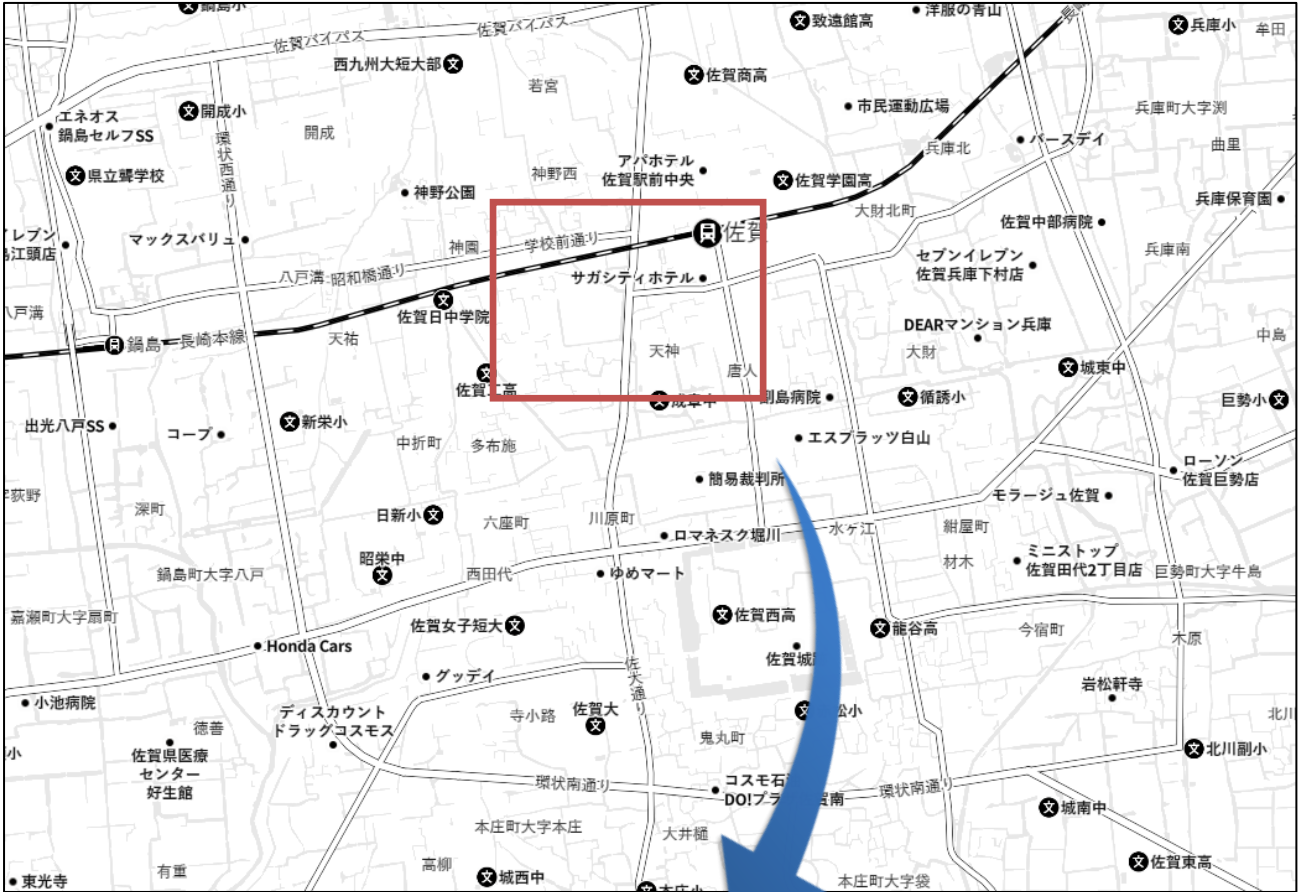 鍋島小
佐賀バイパス
佐賀バイパス
西九州大短大部
致遠館高
洋服の青山
兵庫小
牟田
佐賀商高
若宮
エネオス
鍋島セルフSS
開成小
開成
環状西通り
市民運動広場
兵庫町大字渕
バースデイ
曲里
兵庫北
県立聾学校
神野公園
神野西
アパホテル
佐賀駅前中央
佐賀学園高
大財北町
兵庫保育園
佐賀中部病院
マックスバリュ
神園
学校前通り
佐賀
兵庫南
セブンイレブン
佐賀兵庫下村店
八戸溝
昭和橋通り
サガシティホテル
佐賀日中学院
八戸溝
鍋島
長崎本線
天祐
天神
唐人
DEARマンション兵庫
大財
中島
城東中
成章中
循誘小
巨勢小
出光八戸SS
コープ
新栄小
中折町
多布施
エスプラッツ白山
簡易裁判所
ローソン
佐賀巨勢店
モラージュ佐賀
深町
日新小
六座町
川原町
ロマネスク堀川
水ヶ江
紺屋町
昭栄中
鍋島町大字八戸
西田代
ゆめマート
材木
ミニストップ
佐賀田代2丁目店
巨勢町大字牛島
嘉瀬町大字扇町
佐賀女子短大
佐賀西高
龍谷高
今宿町
木原
Honda Cars
グッデイ
佐大通り
佐賀城
岩松軒寺
小池病院
徳善
ディスカウント
ドラッグコスモス
寺小路
佐賀大
鬼丸町
北川副小
佐賀県医療
センター
好生館
環状南通り
コスモ石
DO!プラ
賀南
環状南通り
城南中
本庄町大字本庄
大井樋
有重
高柳
城西中
本庄小
本庄町大字袋
佐賀東高
東光寺